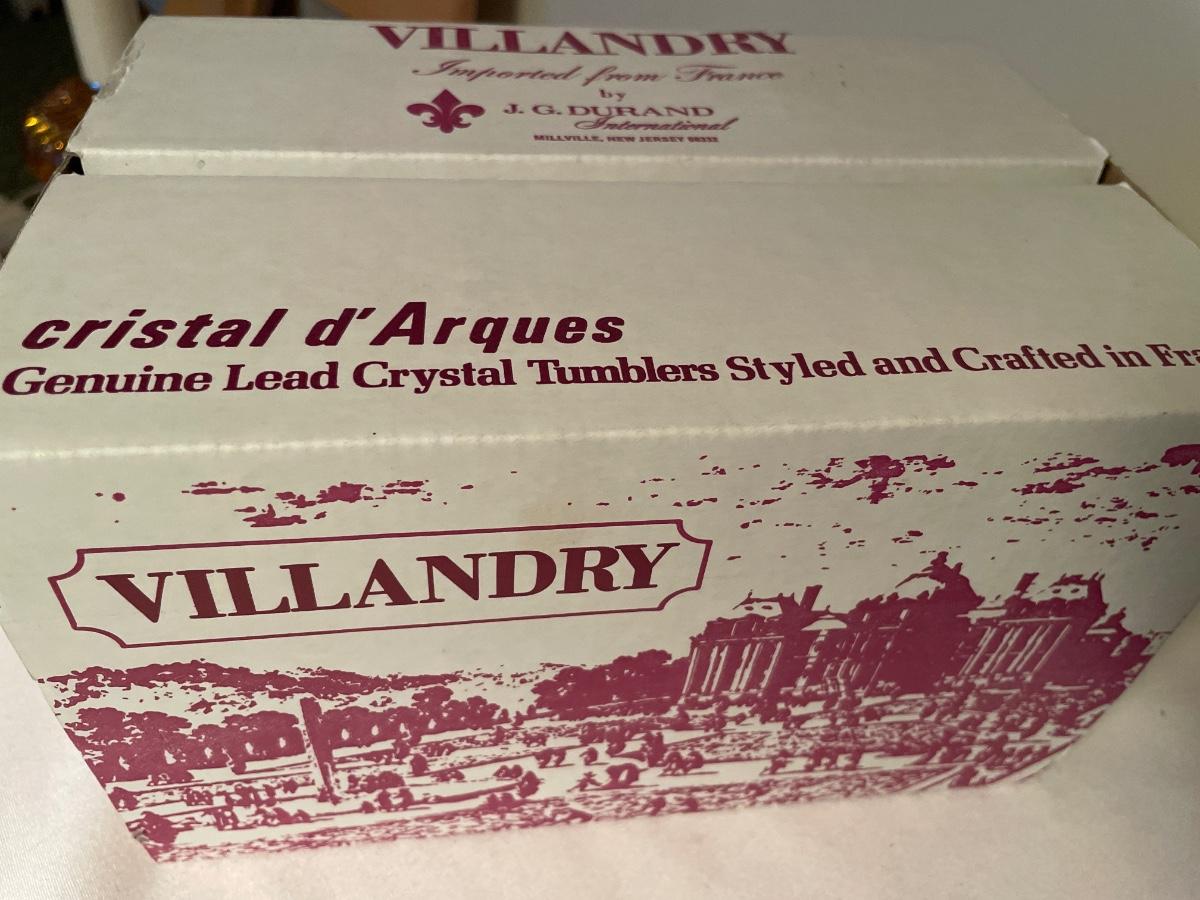 VILLANDRY
Imported from France
by
J. G. DURAND
International
MILLVILLE, NEW JERSEY 08332
cristal d'Arques
Genuine Lead Crystal Tumblers Styled and Crafted in Fra
VILLANDRY